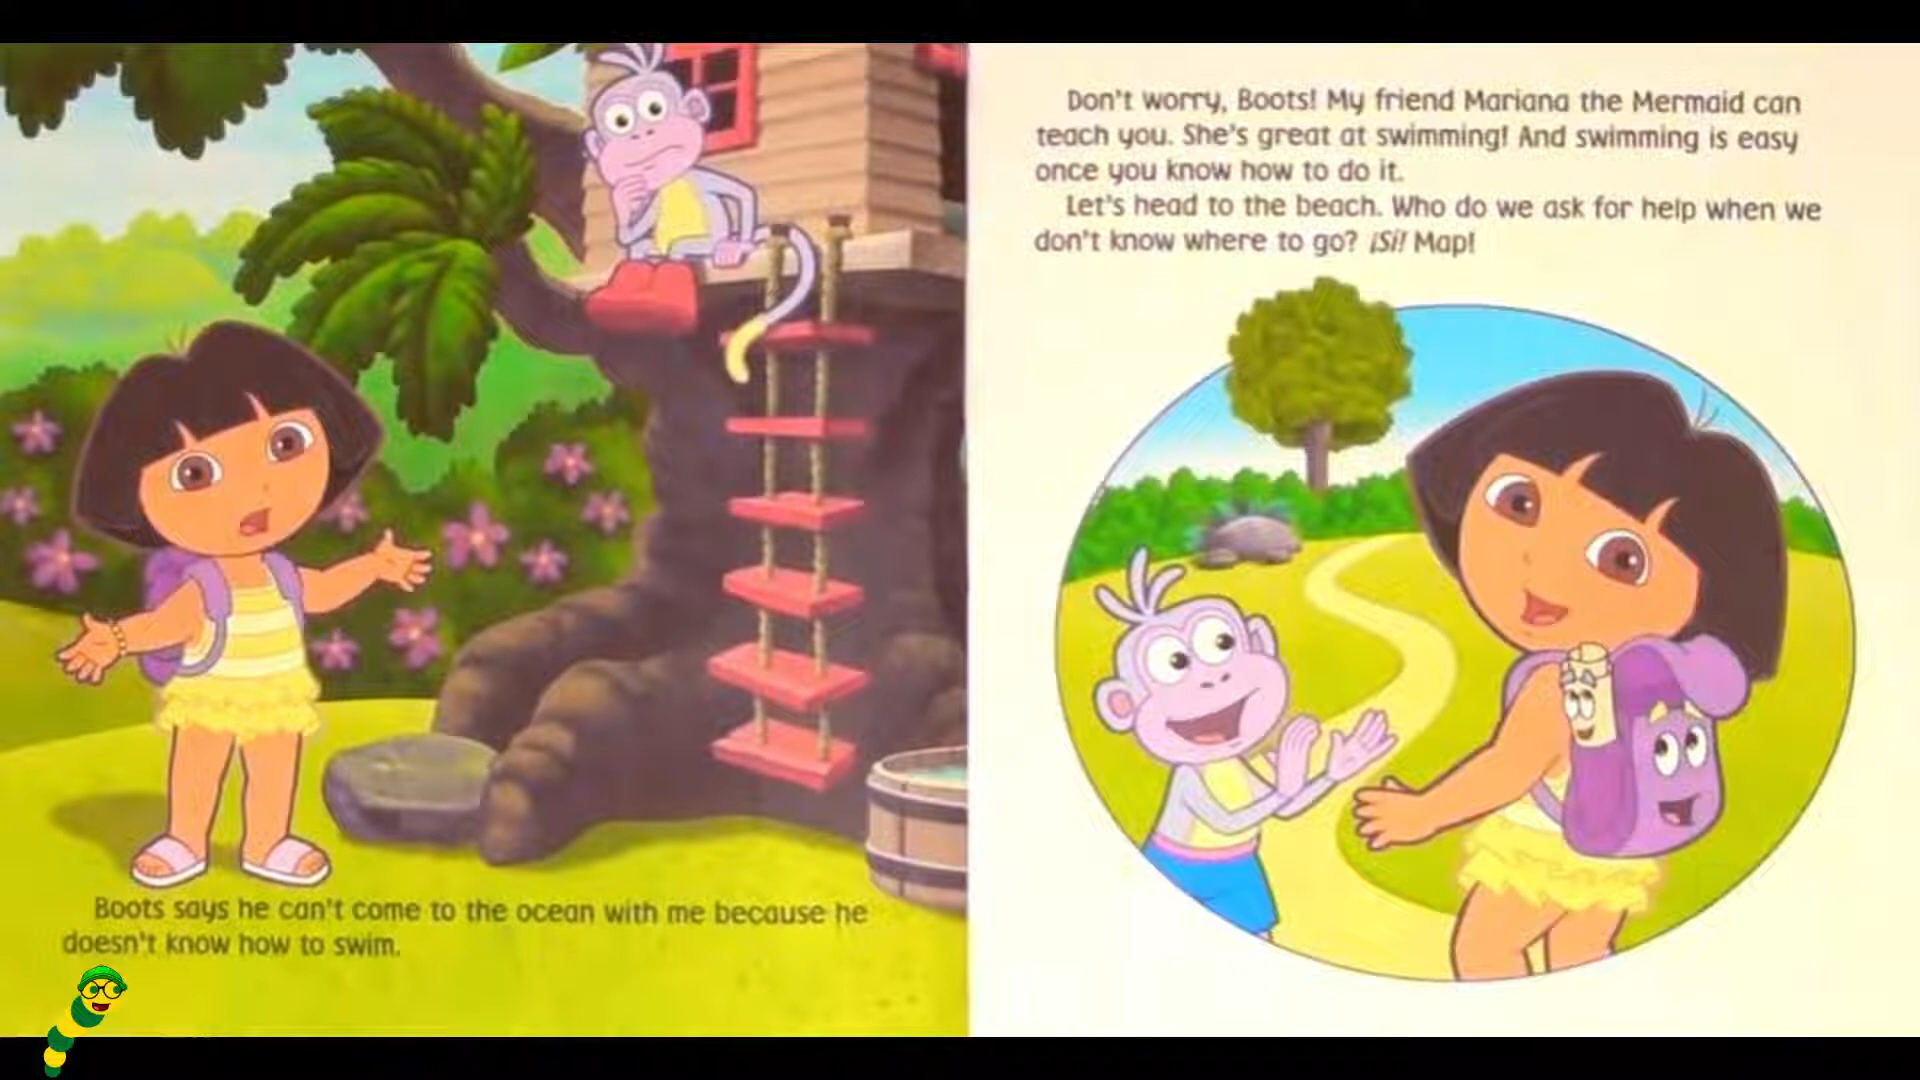 Boots says he can't come to the ocean with me because he
doesn't know how to swim.
Don't worry, Boots! My friend Mariana the Mermaid can
teach you. She's great at swimming! And swimming is easy
once you know how to do it.
Let's head to the beach. Who do we ask for help when we
don't know where to go? ¡Sí! Map!